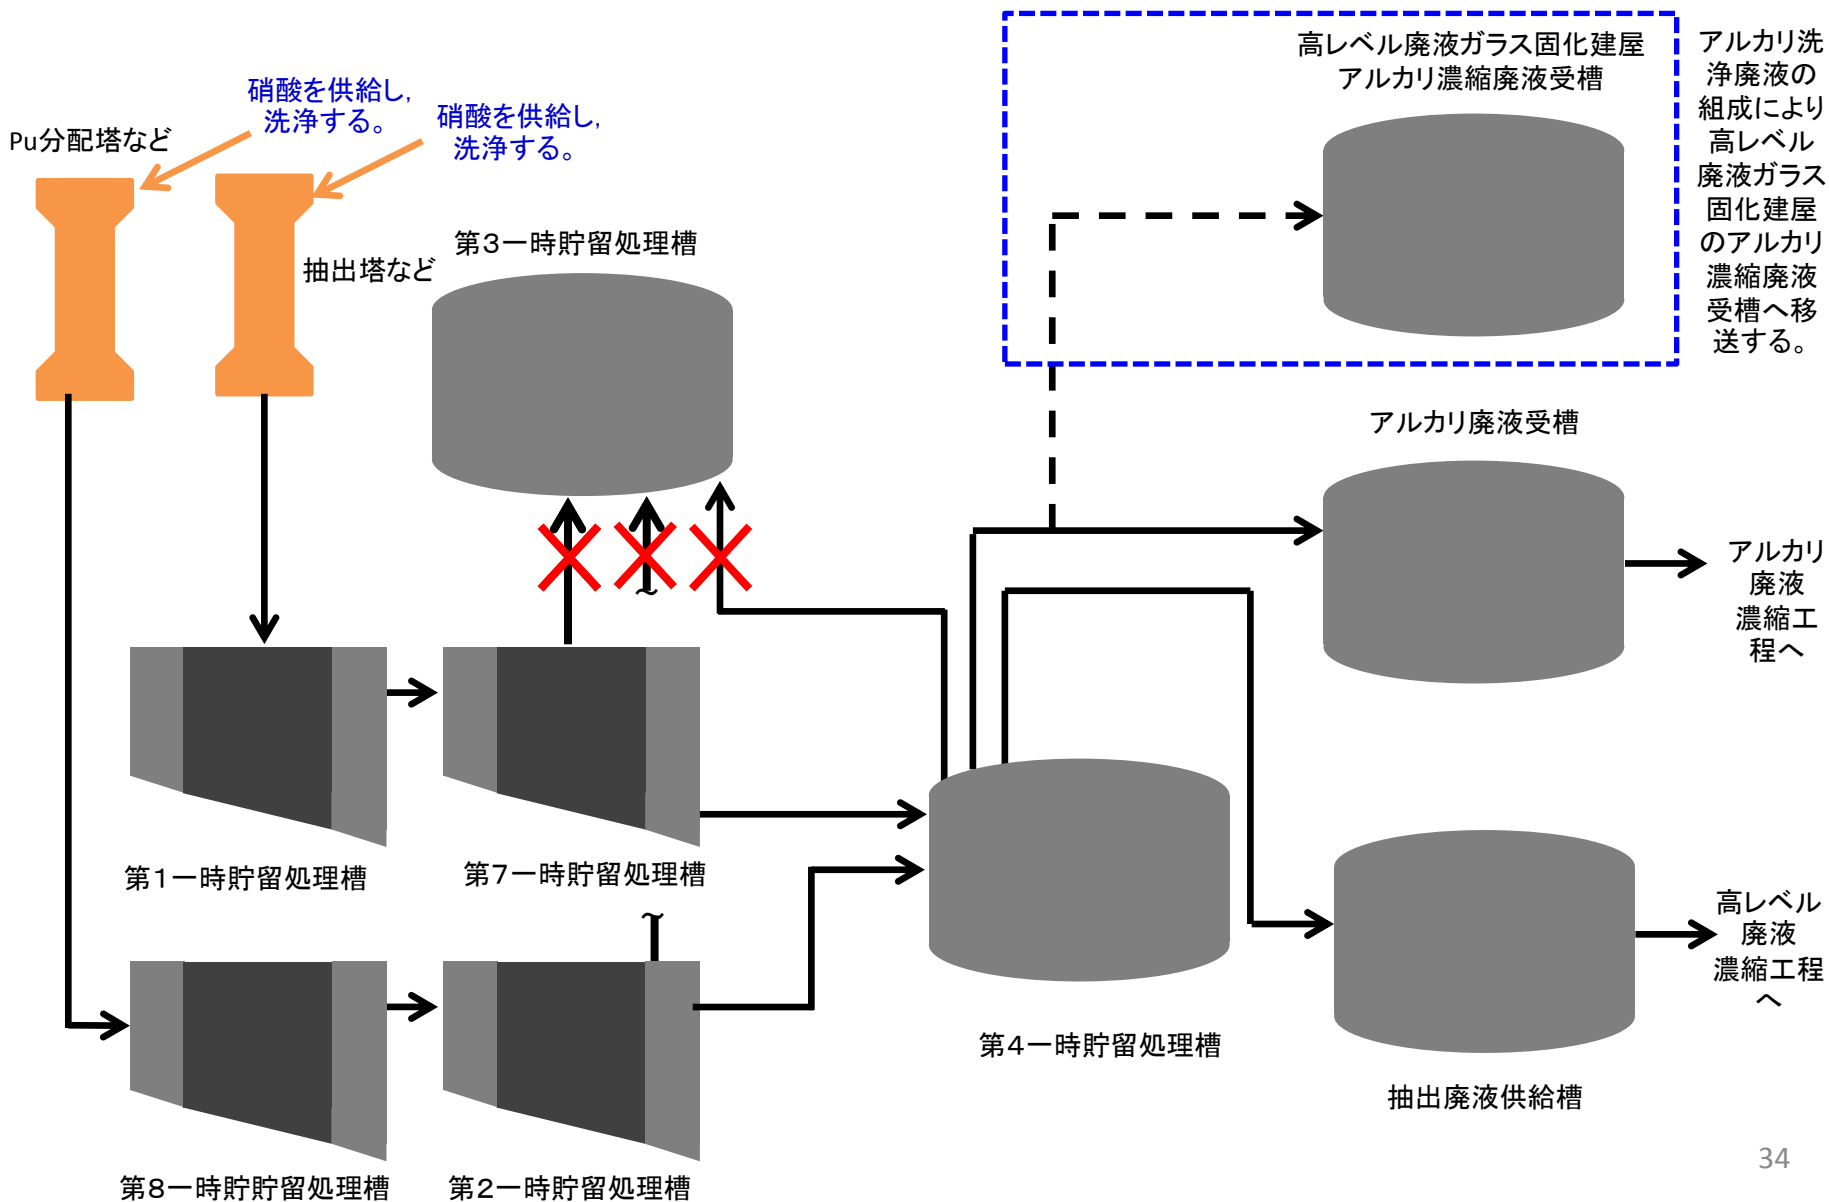 高レベル廃液ガラス固化建屋
アルカリ濃縮廃液受槽
アルカリ洗
浄廃液の
組成により
高レベル
廃液ガラス
固化建屋
のアルカリ
濃縮廃液
受槽へ移
送する。
硝酸を供給し,
洗浄する。
硝酸を供給し,
洗浄する。
Pu分配塔など
抽出塔など
第3一時貯留処理槽
アルカリ廃液受槽
アルカリ
廃液
濃縮工
程へ
第1一時貯留処理槽
第7一時貯留処理槽
高レベル
廃液
濃縮工程
へ
第4一時貯留処理槽
抽出廃液供給槽
第8一時貯貯留処理槽
第2一時貯留処理槽
34